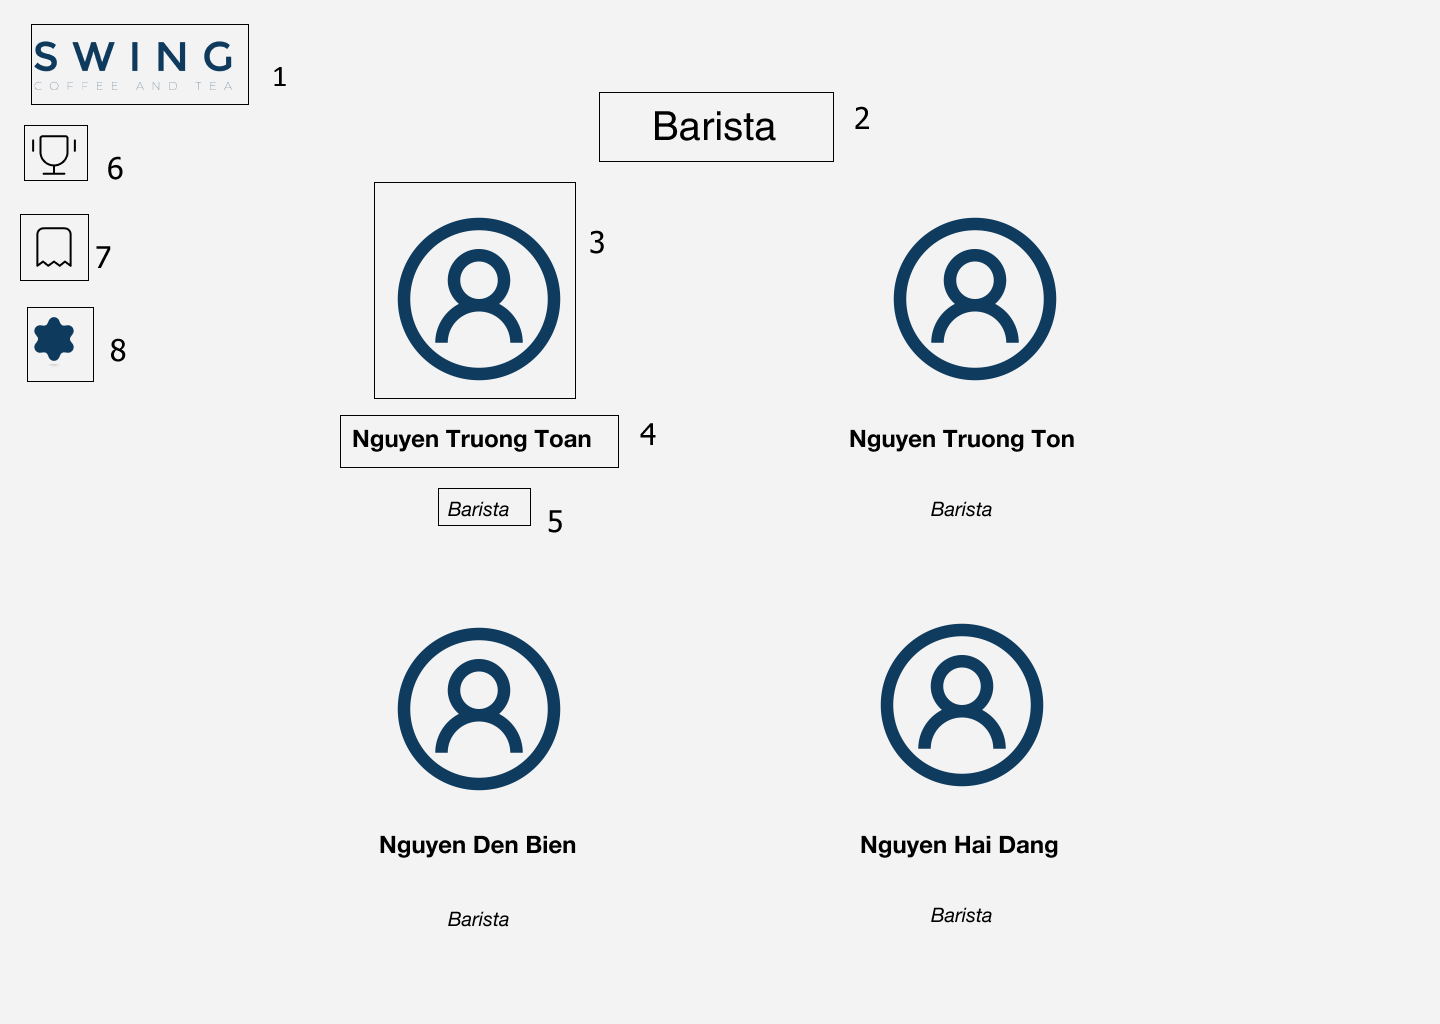 SWING
COFFEE AND TEA
1
Barista
2
6
3
7
8
Nguyen Truong Toan
4
Nguyen Truong Ton
Barista
5
Barista
Nguyen Den Bien
Nguyen Hai Dang
Barista
Barista